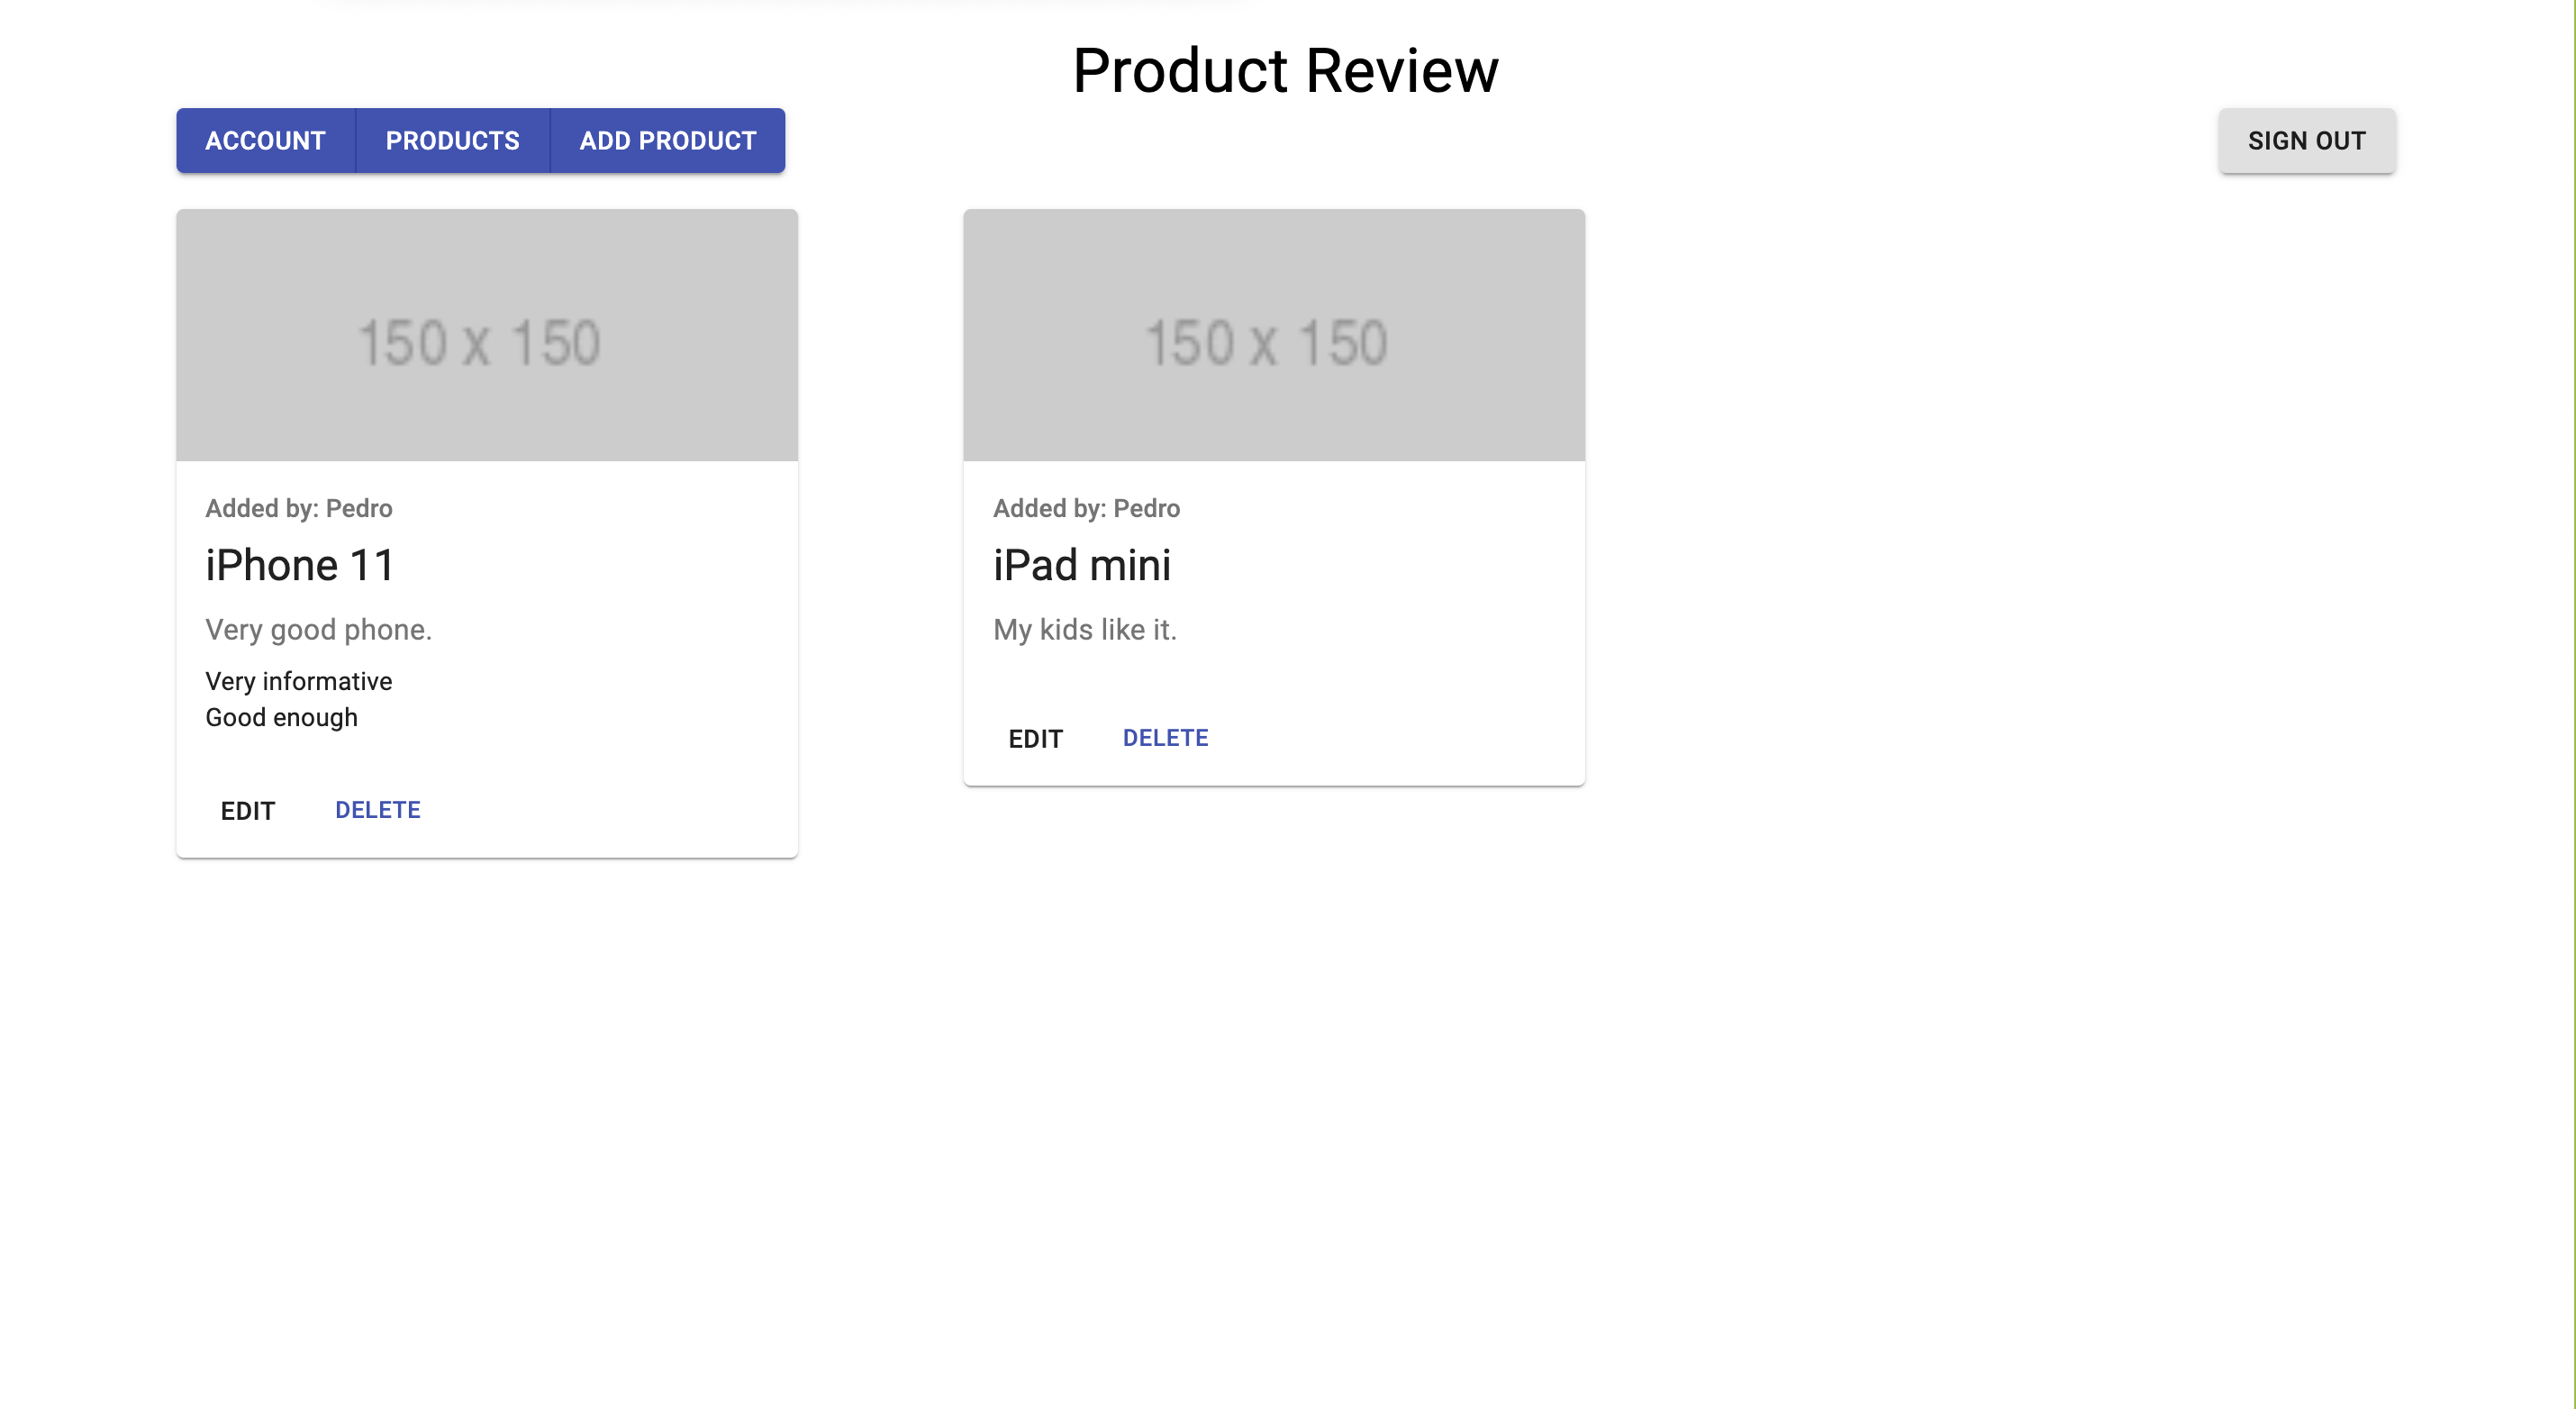 Product Review
ACCOUNT PRODUCTS ADD PRODUCT SIGN OUT
150 x 150
Added by: Pedro
iPhone 11
Very good phone.
Very informative
Good enough
EDIT DELETE
150 x 150
Added by: Pedro
iPad mini
My kids like it.
EDIT DELETE